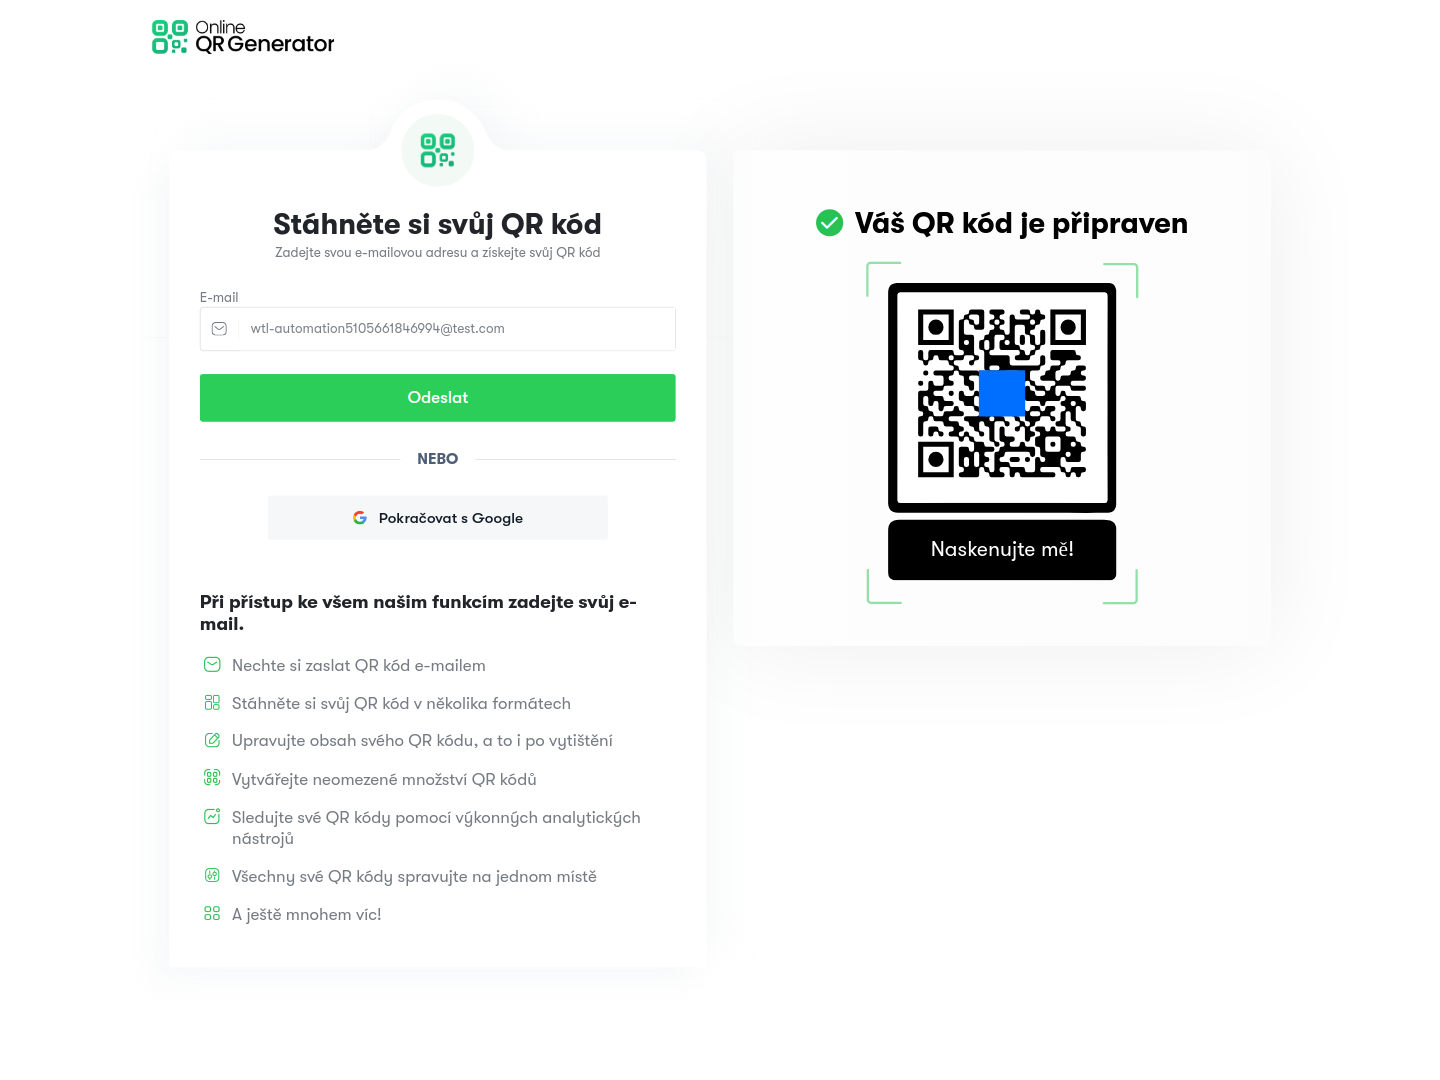 Online
QR Generator
Stáhněte si svůj QR kód
Zadejte svou e-mailovou adresu a získejte svůj QR kód
E-mail
wtl-automation5105661846994@test.com
Odeslat
NEBO
Pokračovat s Google
Při přístup ke všem našim funkcím zadejte svůj e-
mail.
Nechte si zaslat QR kód e-mailem
Stáhněte si svůj QR kód v několika formátech
Upravujte obsah svého QR kódu, a to i po vytištění
Vytvářejte neomezené množství QR kódů
Sledujte své QR kódy pomocí výkonných analytických
nástrojů
Všechny své QR kódy spravujte na jednom místě
A ještě mnohem víc!
Váš QR kód je připraven
Naskenujte mě!